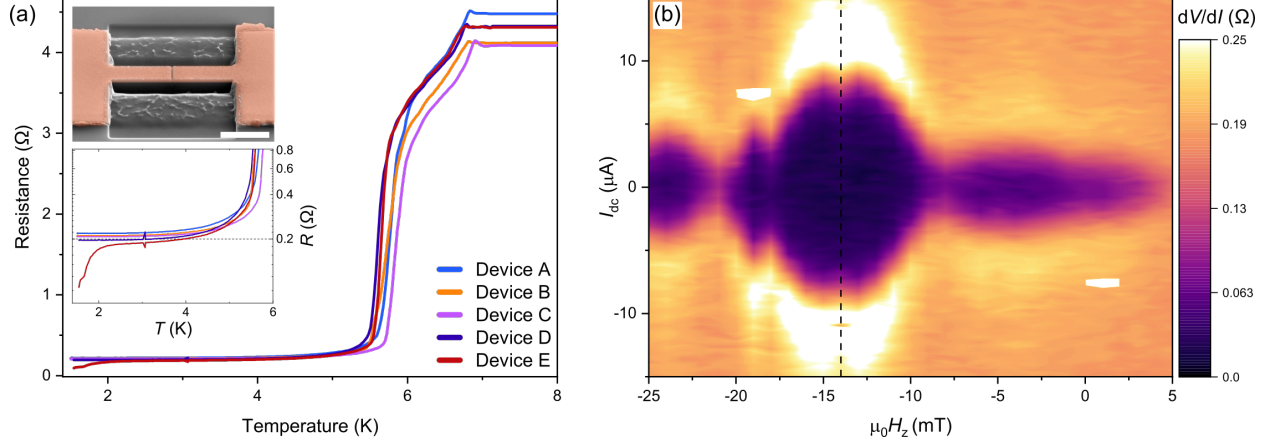 (a)
4
3
2
1
0
Resistance (Ω)
2
4
6
8
Temperature (K)
0.8
0.6
0.4
0.2
R (Ω)
2
4
6
T (K)
Device A
Device B
Device C
Device D
Device E
(b)
10
0
-10
I_dc (µA)
-25
-20
-15
-10
-5
0
5
µ₀H_z (mT)
dV/dI (Ω)
0.25
0.19
0.13
0.063
0.0